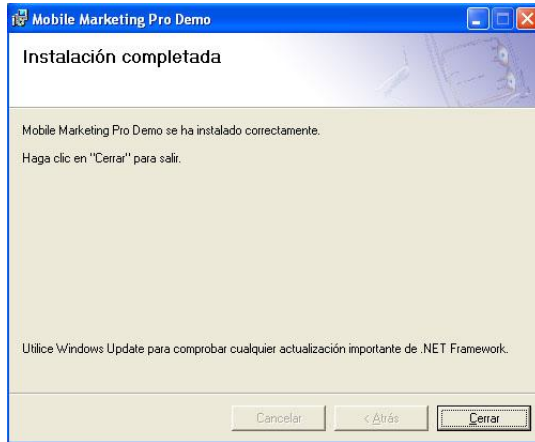 Mobile Marketing Pro Demo
Instalación completada
Mobile Marketing Pro Demo se ha instalado correctamente.
Haga clic en "Cerrar" para salir.
Utilice Windows Update para comprobar cualquier actualización importante de .NET Framework.
Cancelar
< Atrás
Cerrar